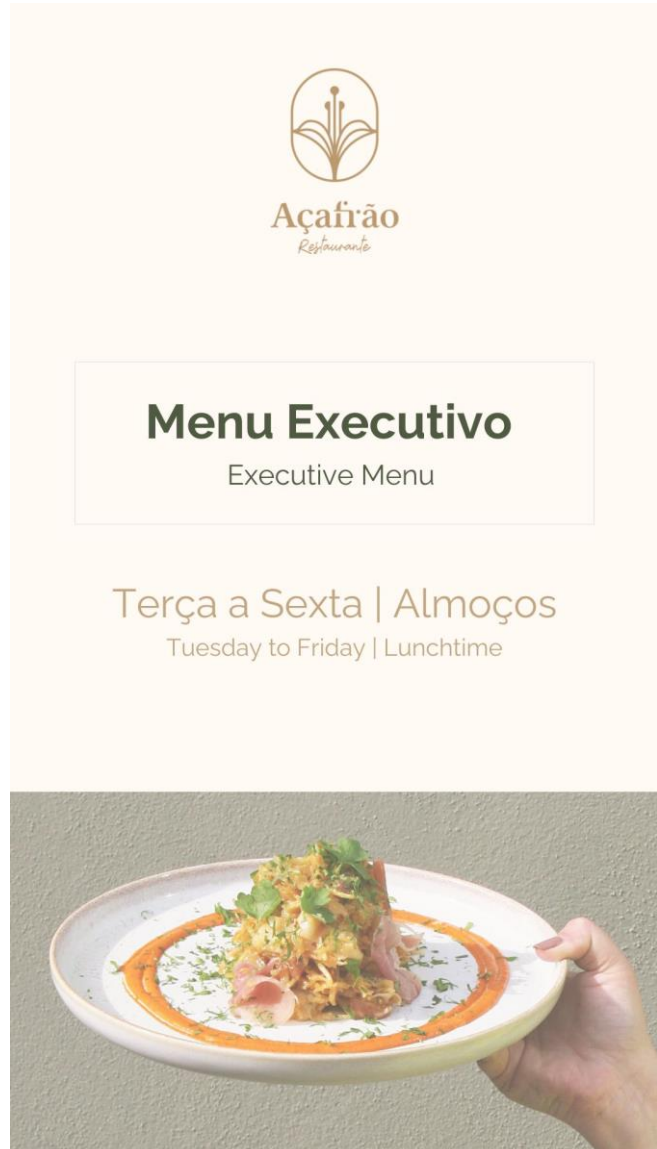 Açafrão
Restaurante
Menu Executivo
Executive Menu
Terça a Sexta | Almoços
Tuesday to Friday | Lunchtime